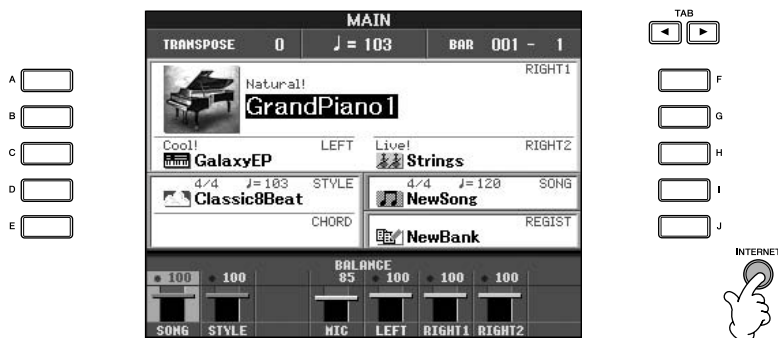 MAIN
TAB
TRANSPOSE 0 ♩= 103 BAR 001 - 1
RIGHT1
Natural!
GrandPiano1
Cool! LEFT
GalaxyEP
Live! RIGHT2
Strings
4/4 ♩=103 STYLE
Classic8Beat
CHORD
4/4 ♩=120 SONG
NewSong
REGIST
NewBank
BALANCE
100 100 85 100 100 100
SONG STYLE MIC LEFT RIGHT1 RIGHT2
A
B
C
D
E
F
G
H
I
J
INTERNET